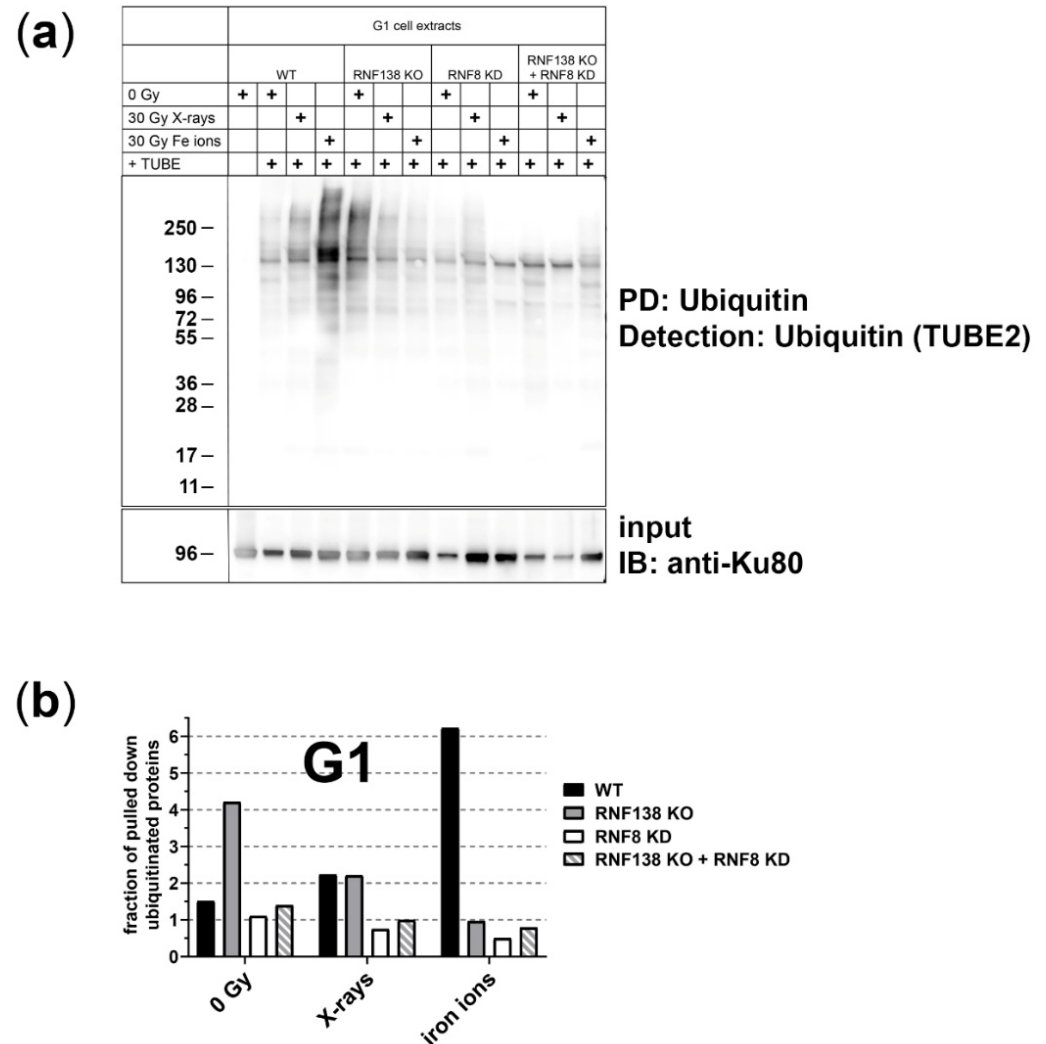 (a)
G1 cell extracts
WT RNF138 KO RNF8 KD RNF138 KO
+ RNF8 KD
0 Gy + + + + +
30 Gy X-rays + + + +
30 Gy Fe ions + + + +
+ TUBE + + + + + + + + + + + +
250 –
130 –
96 –
72 –
55 –
36 –
28 –
17 –
11 –
PD: Ubiquitin
Detection: Ubiquitin (TUBE2)
96 –
input
IB: anti-Ku80
(b)
G1
fraction of pulled down
ubiquitinated proteins
6
5
4
3
2
1
0
0 Gy
X-rays
iron ions
WT
RNF138 KO
RNF8 KD
RNF138 KO + RNF8 KD